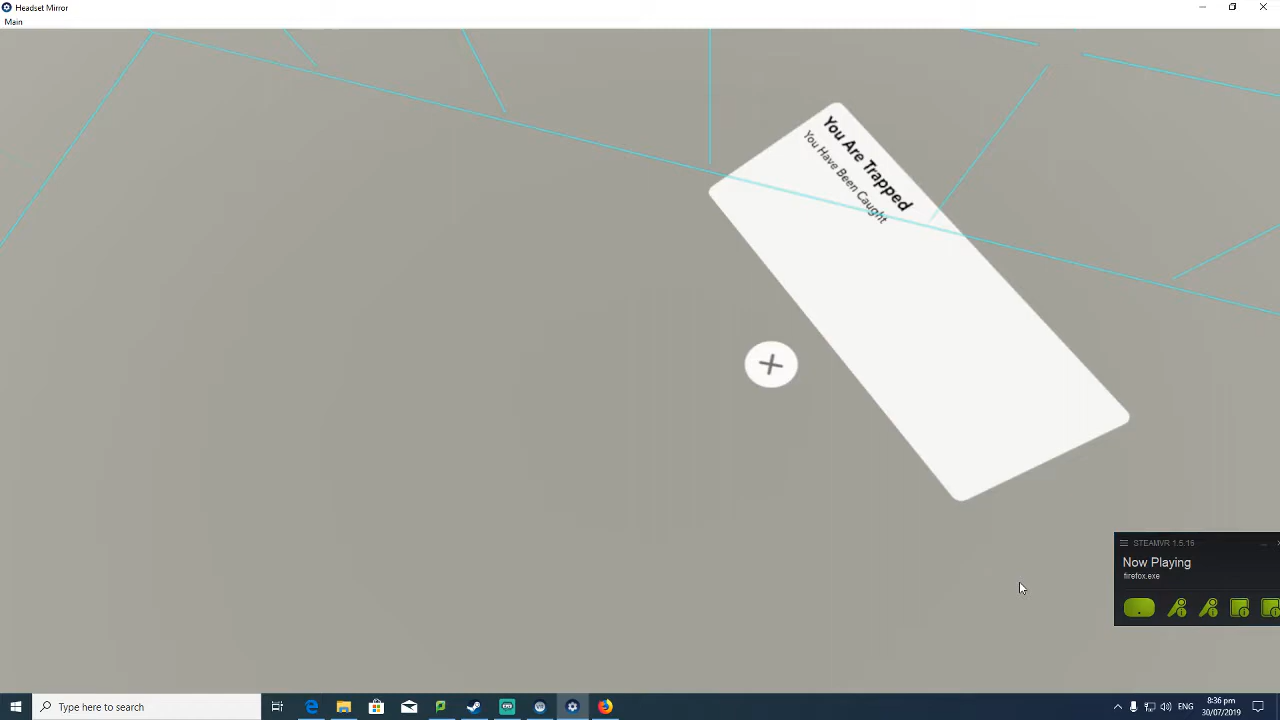 Headset Mirror
Main
You Are Trapped
You Have Been Caught
STEAMVR 1.5.16
Now Playing
firefox.exe
Type here to search
ENG
8:36 pm
30/07/2019